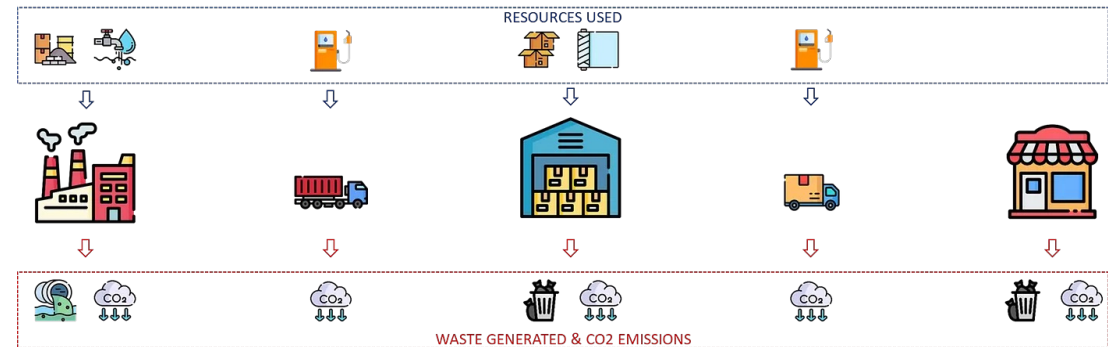 RESOURCES USED
CO2
CO2
CO2
CO2
CO2
WASTE GENERATED & CO2 EMISSIONS